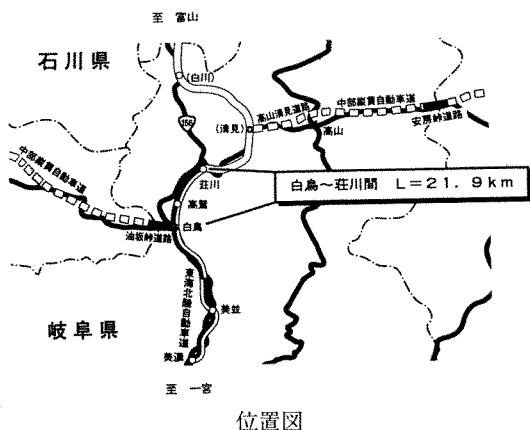 至 富山
石川県
(白川)
156
(清見)
高山清見道路
中部縦貫自動車道
高山
安房峠道路
中部縦貫自動車道
荘川
白鳥～荘川間 L=21.9km
高鷲
白鳥
油坂峠道路
東海北陸自動車道
岐阜県
美並
美濃
至 一宮
位置図